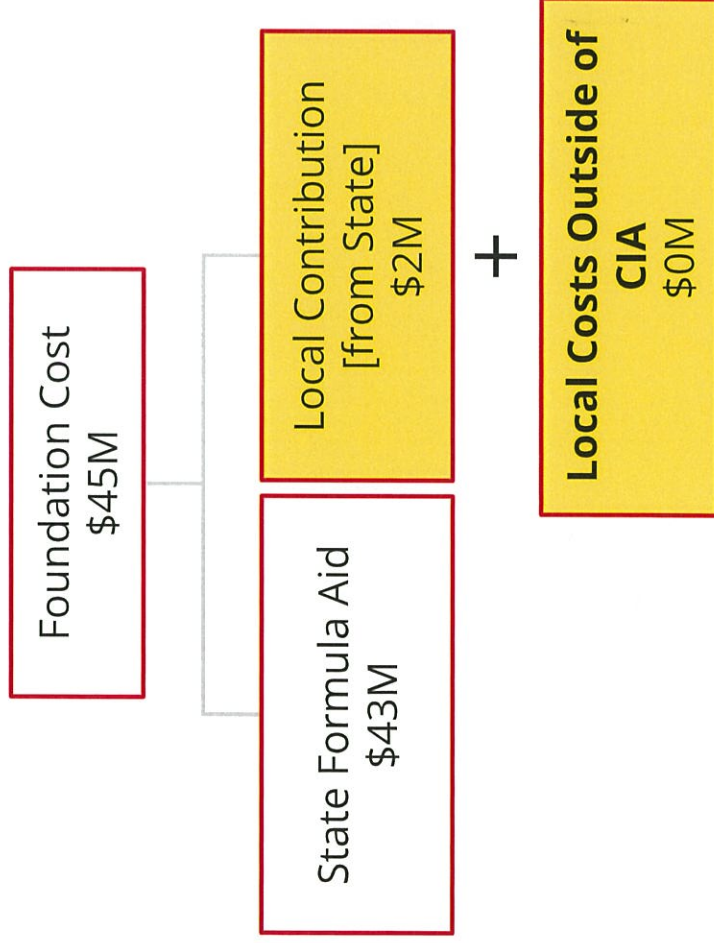 Foundation Cost
$45M
State Formula Aid
$43M
Local Contribution
[from State]
$2M
+
Local Costs Outside of
CIA
$0M